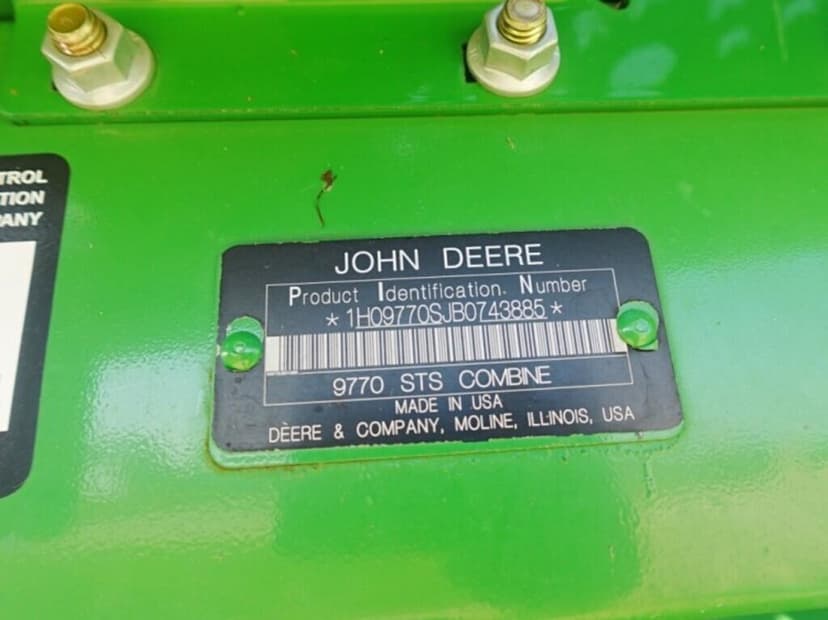 TROL
TION
PANY
JOHN DEERE
Product Identification Number
*1H09770SJB0743885*
9770 STS COMBINE
MADE IN USA
DEERE & COMPANY, MOLINE, ILLINOIS, USA